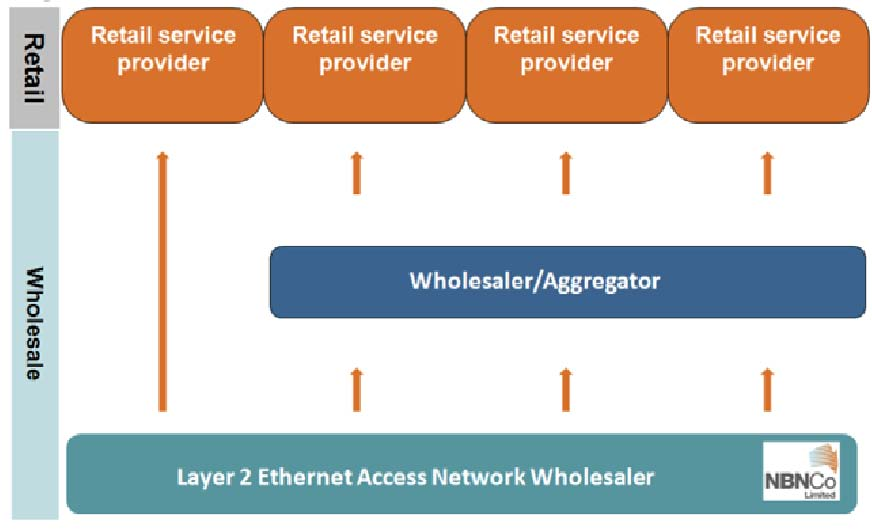 Retail
Retail service
provider
Retail service
provider
Retail service
provider
Retail service
provider
Wholesale
Wholesaler/Aggregator
Layer 2 Ethernet Access Network Wholesaler
NBNCo
Limited